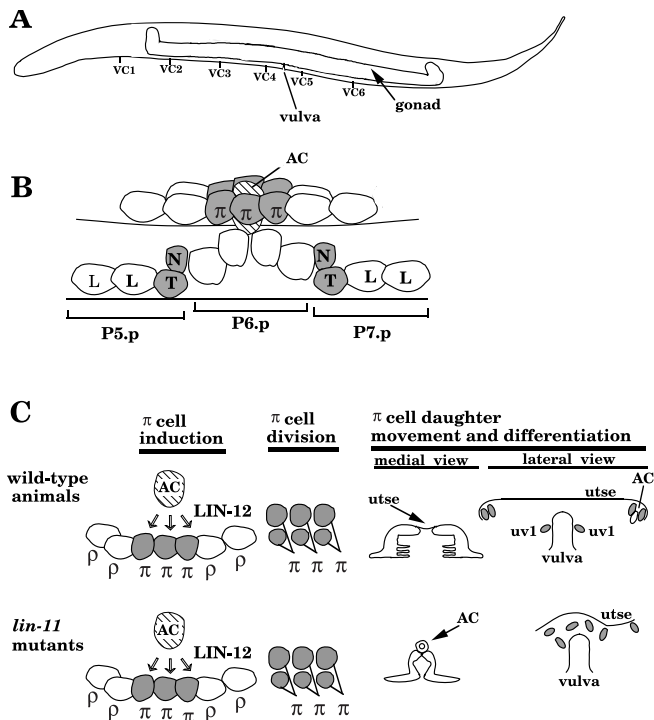 A
VC1 VC2 VC3 VC4 VC5 VC6
gonad
vulva
B
AC
π π π
N N
L L T T L L
P5.p P6.p P7.p
C
π cell induction
π cell division
π cell daughter movement and differentiation
medial view lateral view
wild-type animals
AC
LIN-12
ρ ρ π π π ρ ρ
π π π
utse
utse
AC
uv1 uv1
vulva
lin-11 mutants
AC
LIN-12
ρ ρ π π π ρ ρ
π π π
AC
utse
vulva